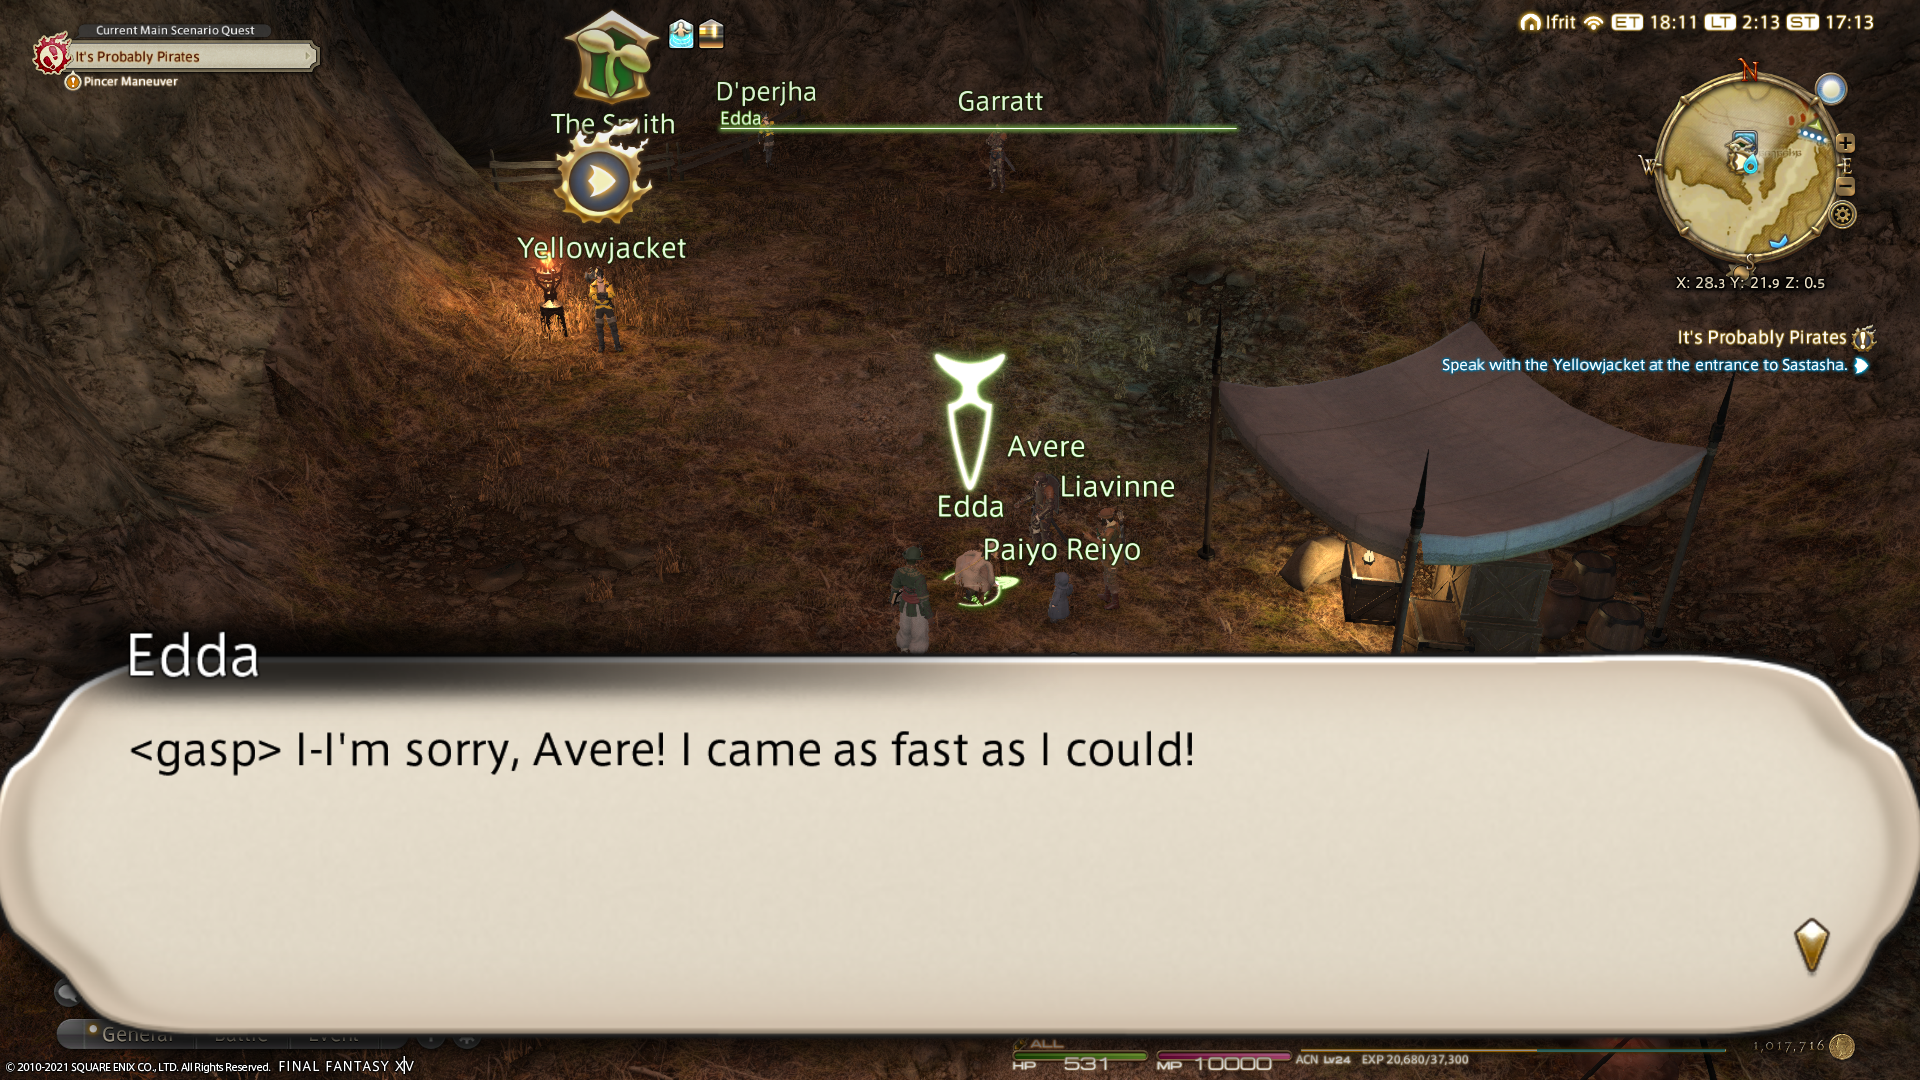 Current Main Scenario Quest
It's Probably Pirates
Pincer Maneuver
Ifrit ET 18:11 LT 2:13 ST 17:13
N
W
E
S
X: 28.3 Y: 21.9 Z: 0.5
It's Probably Pirates
Speak with the Yellowjacket at the entrance to Sastasha.
The Smith
D'perjha
Edda
Garratt
Yellowjacket
Avere
Liavinne
Edda
Paiyo Reiyo
Edda
<gasp> I-I'm sorry, Avere! I came as fast as I could!
General Battle Event
ALL
HP 531 MP 10000 ACN Lv24 EXP 20,680/37,300
1,017,716
© 2010-2021 SQUARE ENIX CO., LTD. All Rights Reserved. FINAL FANTASY XIV